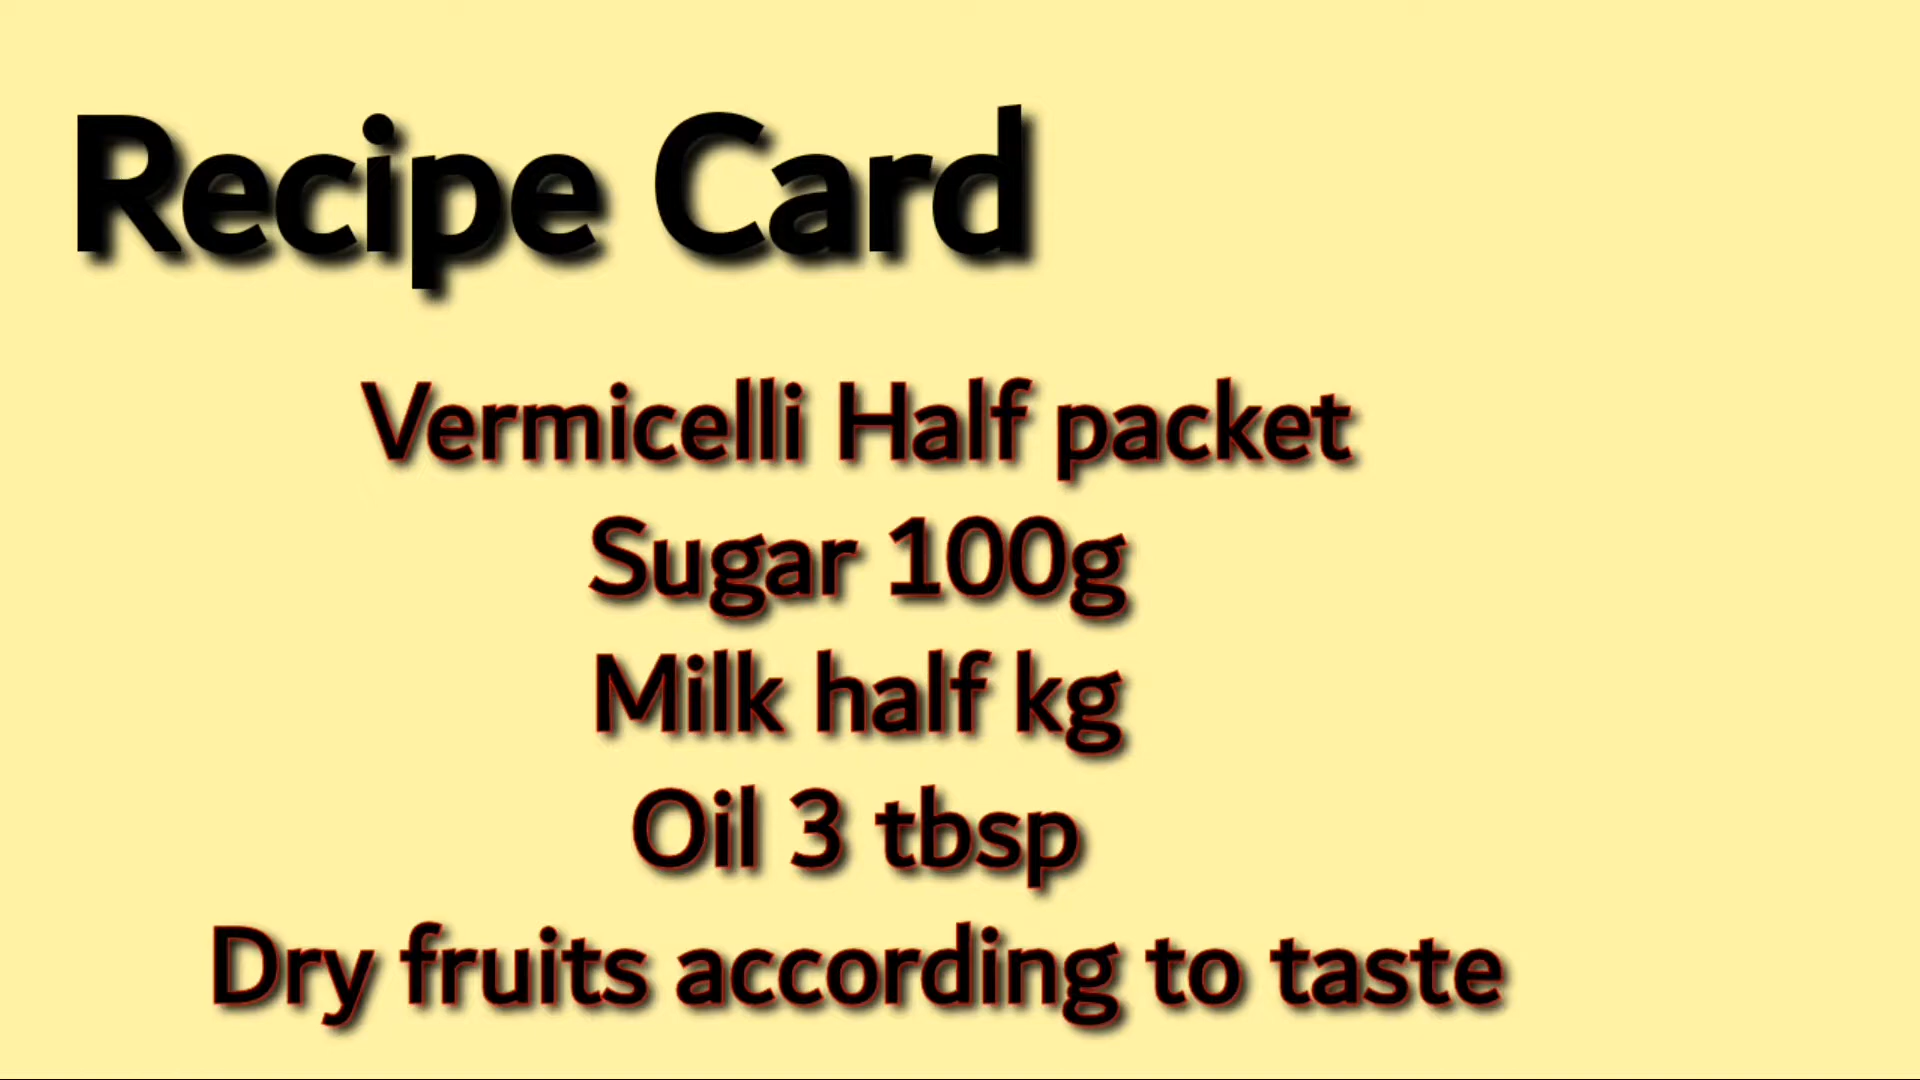 Recipe Card
Vermicelli Half packet
Sugar 100g
Milk half kg
Oil 3 tbsp
Dry fruits according to taste